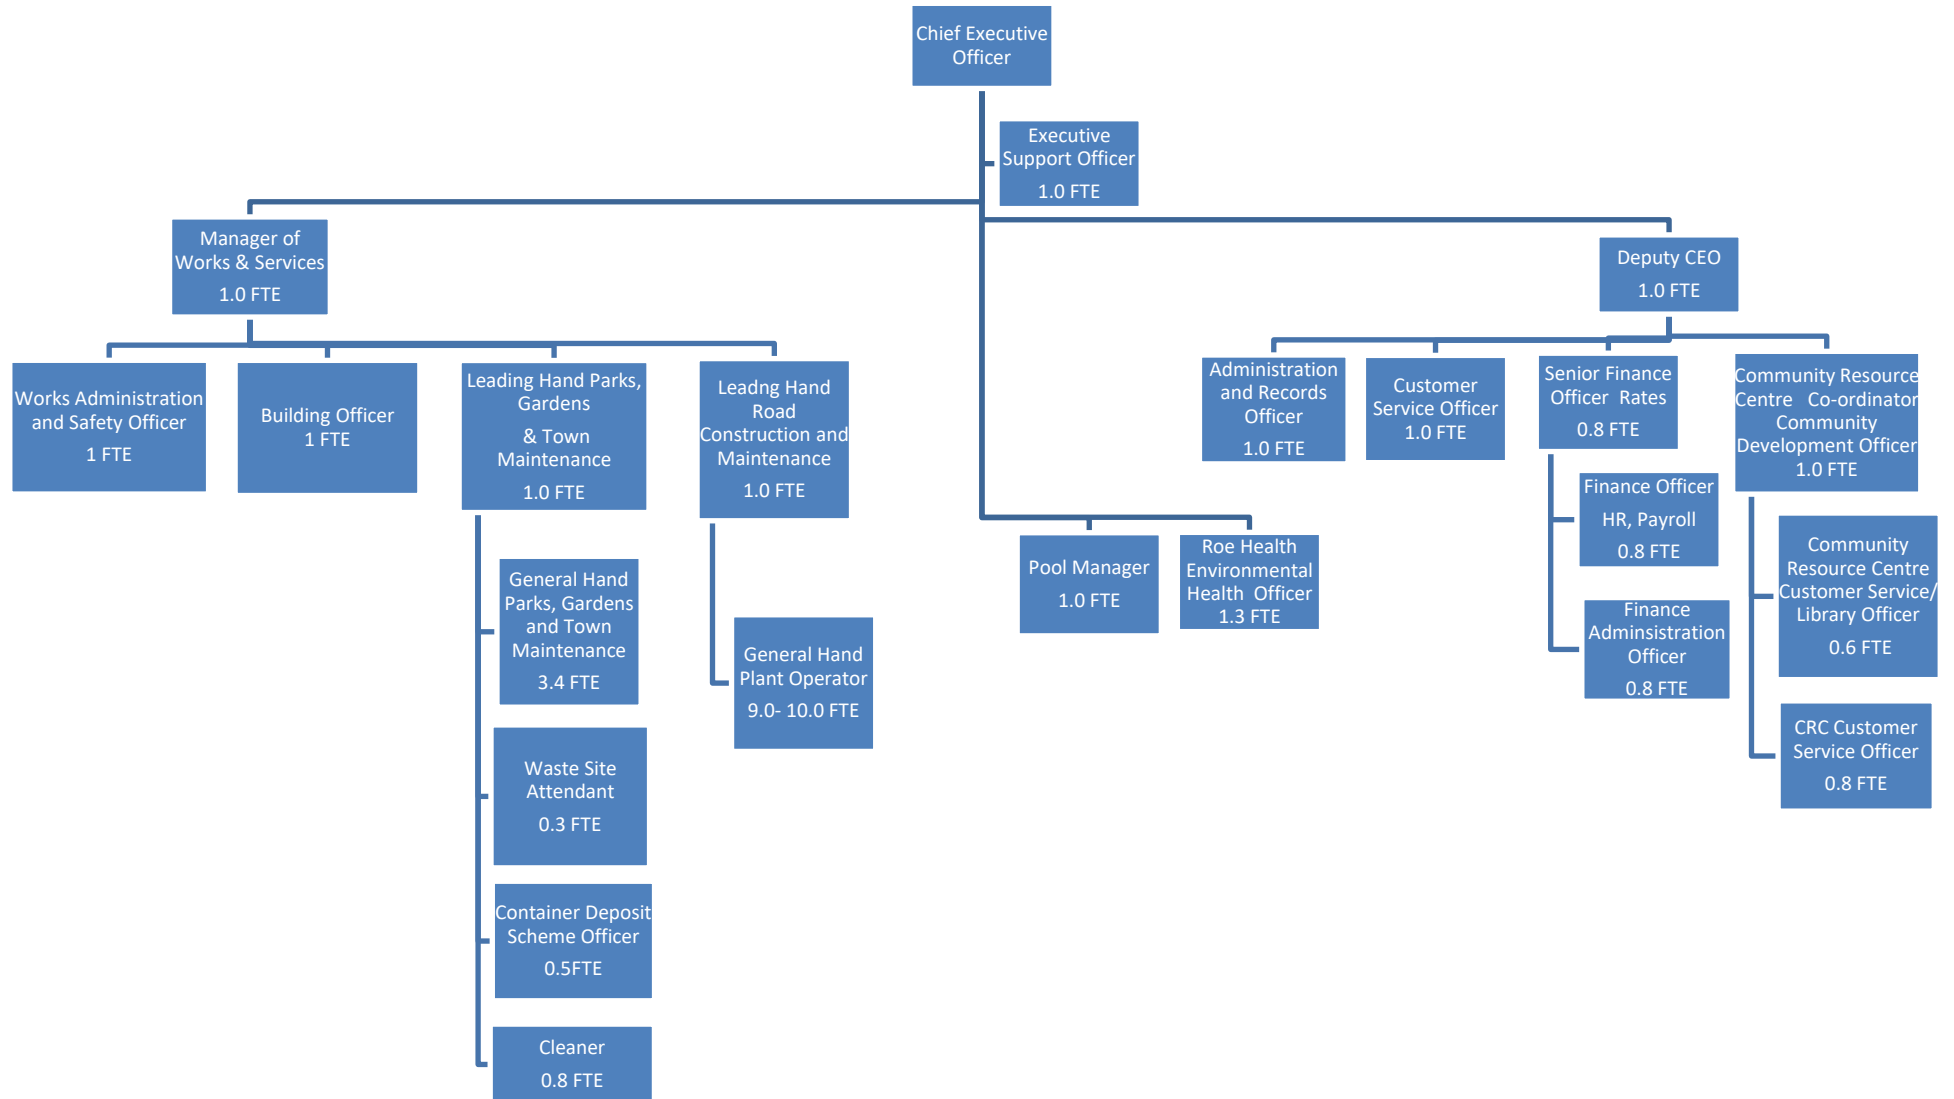 Chief Executive
Officer
Executive
Support Officer
1.0 FTE
Manager of
Works & Services
1.0 FTE
Deputy CEO
1.0 FTE
Works Administration
and Safety Officer
1 FTE
Building Officer
1 FTE
Leading Hand Parks,
Gardens
& Town
Maintenance
1.0 FTE
Leadng Hand
Road
Construction and
Maintenance
1.0 FTE
Administration
and Records
Officer
1.0 FTE
Customer
Service Officer
1.0 FTE
Senior Finance
Officer Rates
0.8 FTE
Community Resource
Centre Co-ordinator
Community
Development Officer
1.0 FTE
General Hand
Parks, Gardens
and Town
Maintenance
3.4 FTE
Waste Site
Attendant
0.3 FTE
Container Deposit
Scheme Officer
0.5FTE
Cleaner
0.8 FTE
General Hand
Plant Operator
9.0- 10.0 FTE
Pool Manager
1.0 FTE
Roe Health
Environmental
Health Officer
1.3 FTE
Finance Officer
HR, Payroll
0.8 FTE
Finance
Adminsistration
Officer
0.8 FTE
Community
Resource Centre
Customer Service/
Library Officer
0.6 FTE
CRC Customer
Service Officer
0.8 FTE